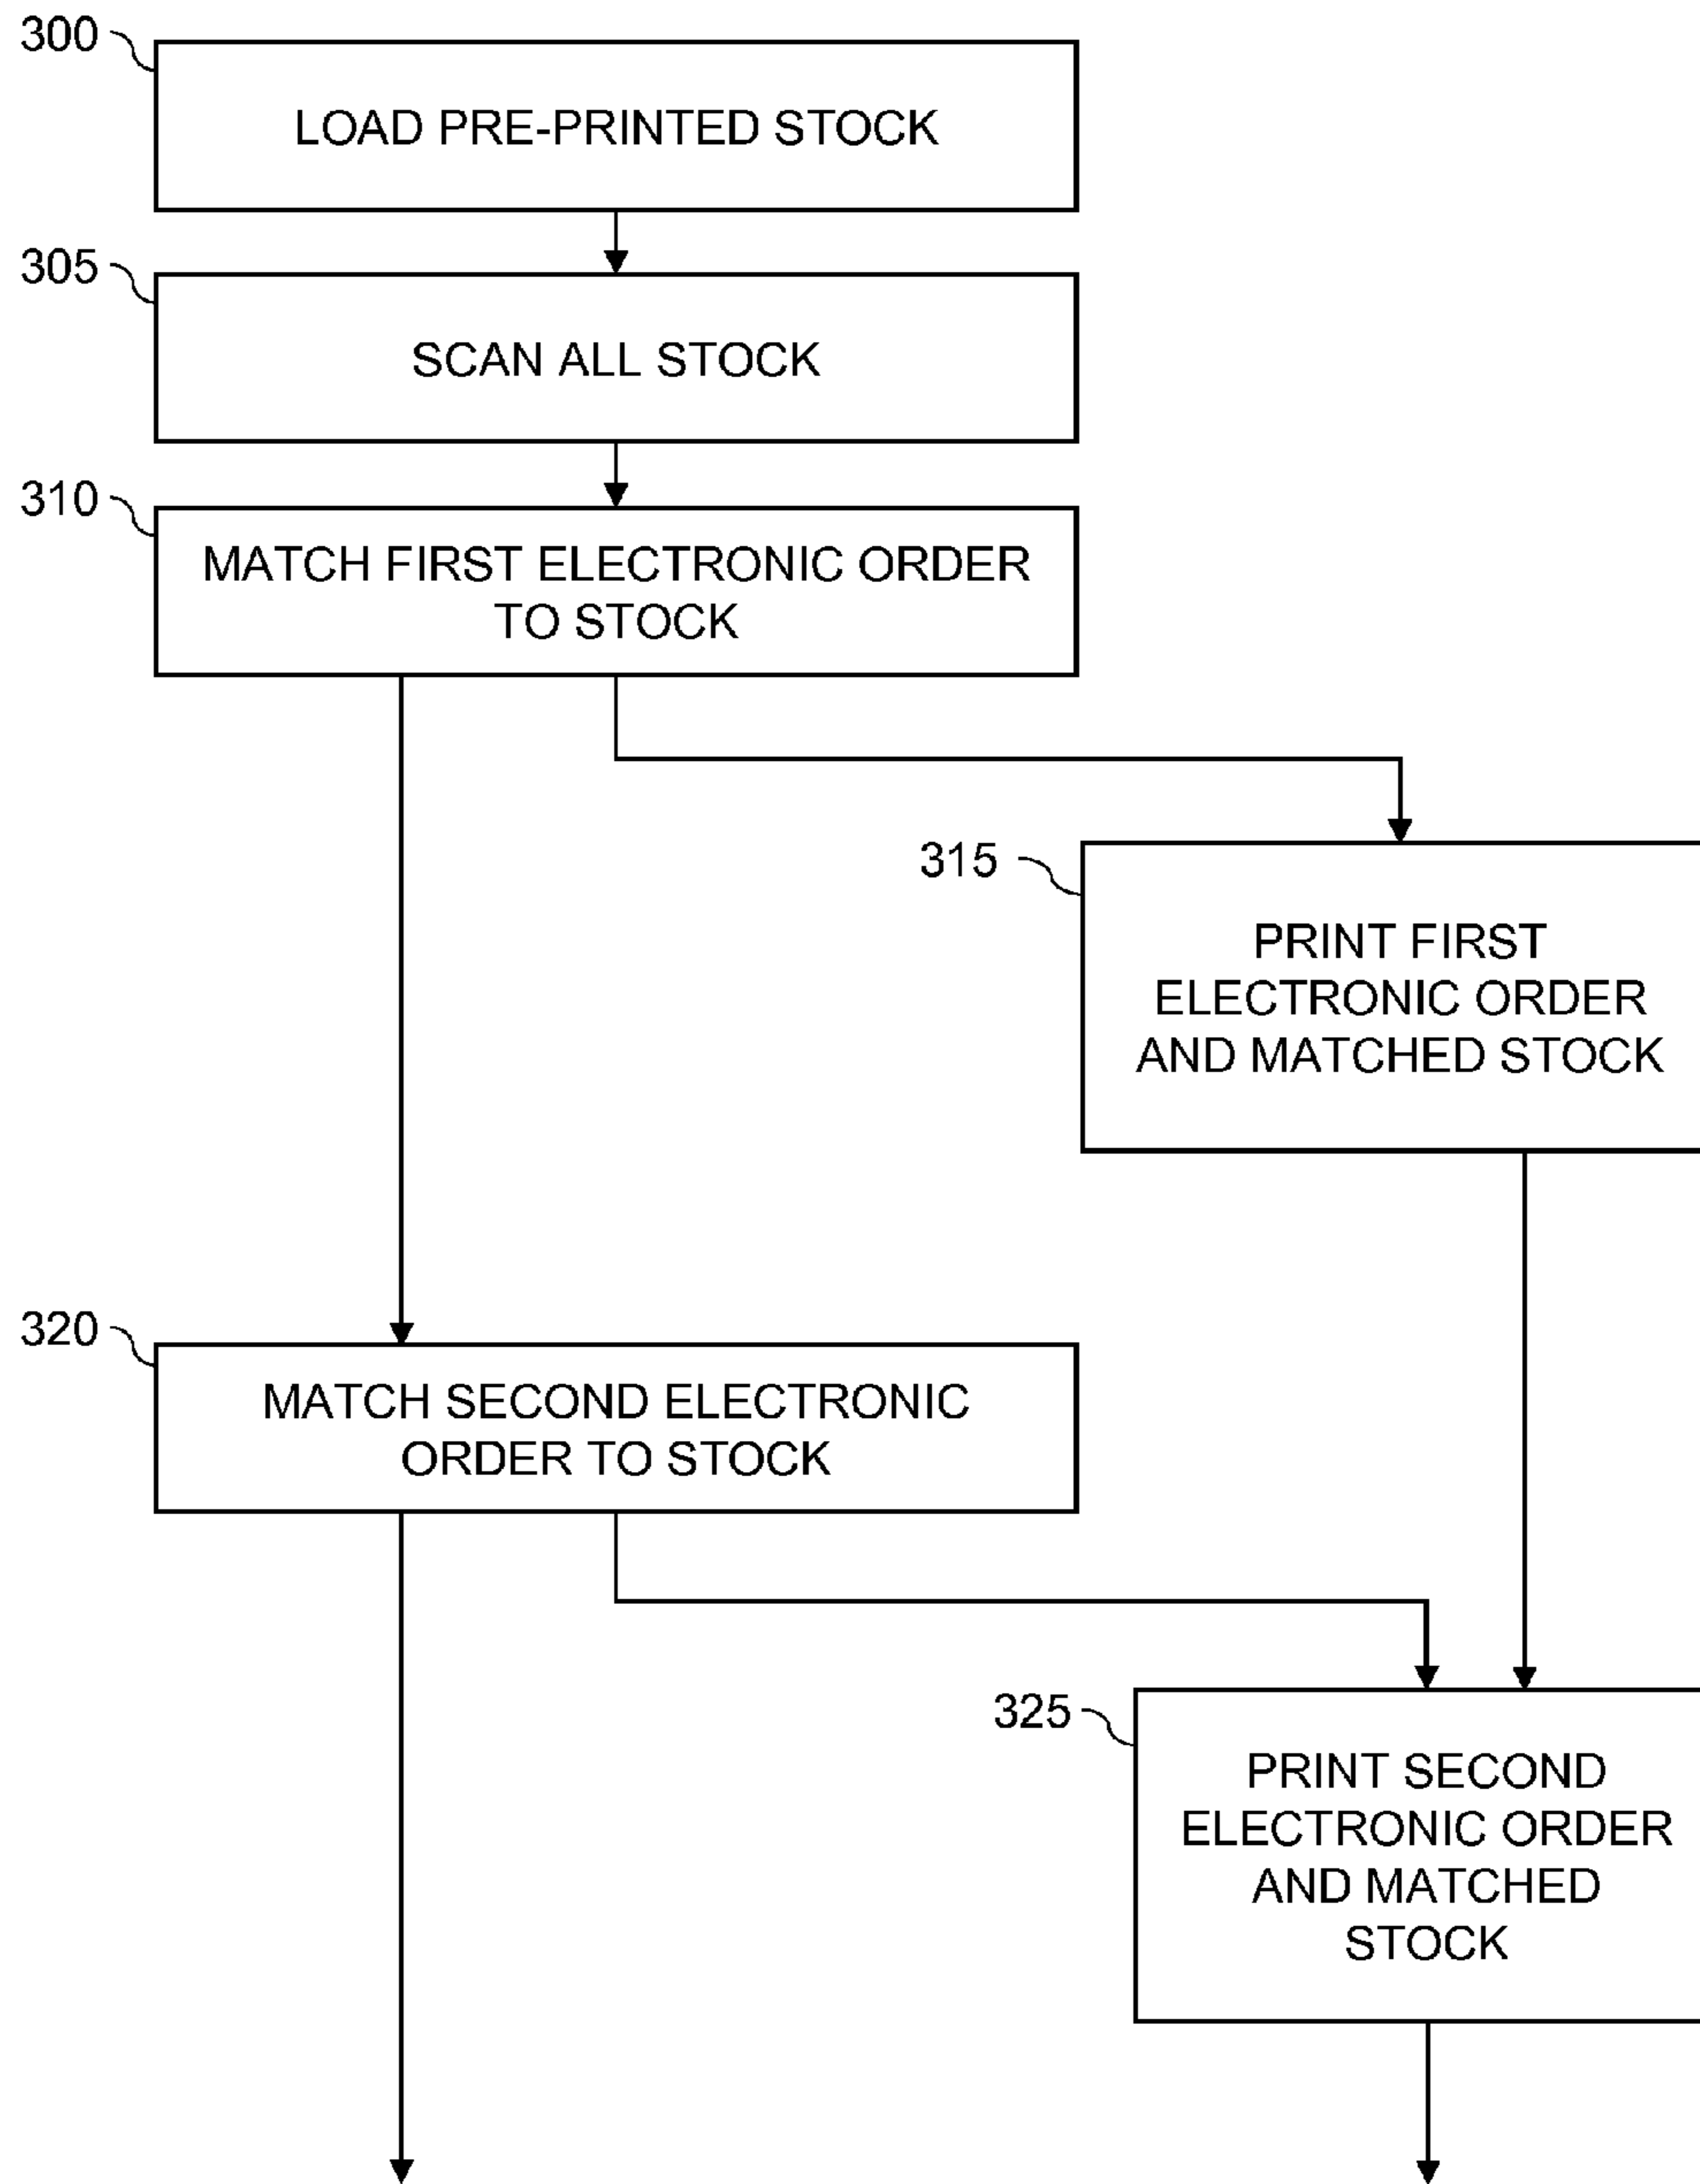 300
LOAD PRE-PRINTED STOCK
305
SCAN ALL STOCK
310
MATCH FIRST ELECTRONIC ORDER
TO STOCK
315
PRINT FIRST
ELECTRONIC ORDER
AND MATCHED STOCK
320
MATCH SECOND ELECTRONIC
ORDER TO STOCK
325
PRINT SECOND
ELECTRONIC ORDER
AND MATCHED
STOCK